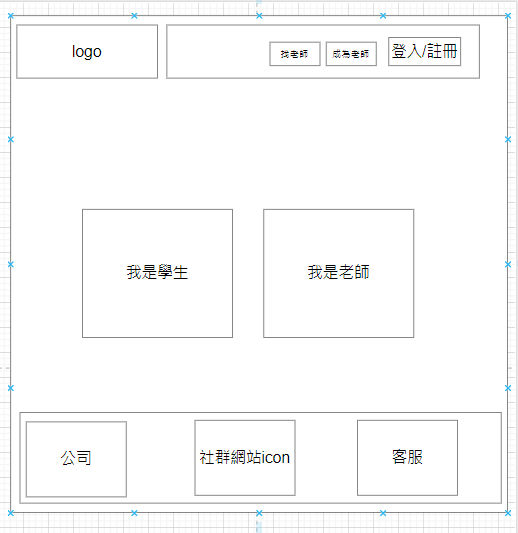 logo
找老師
成為老師
登入/註冊
我是學生
我是老師
公司
社群網站icon
客服